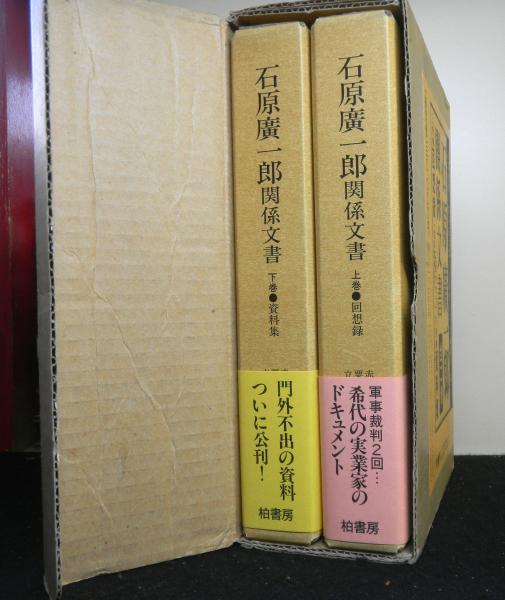 石原廣一郎関係文書
上巻●回想録
軍事裁判2回…
希代の実業家の
ドキュメント
柏書房
石原廣一郎関係文書
下巻●資料集
門外不出の資料
ついに公刊!
柏書房